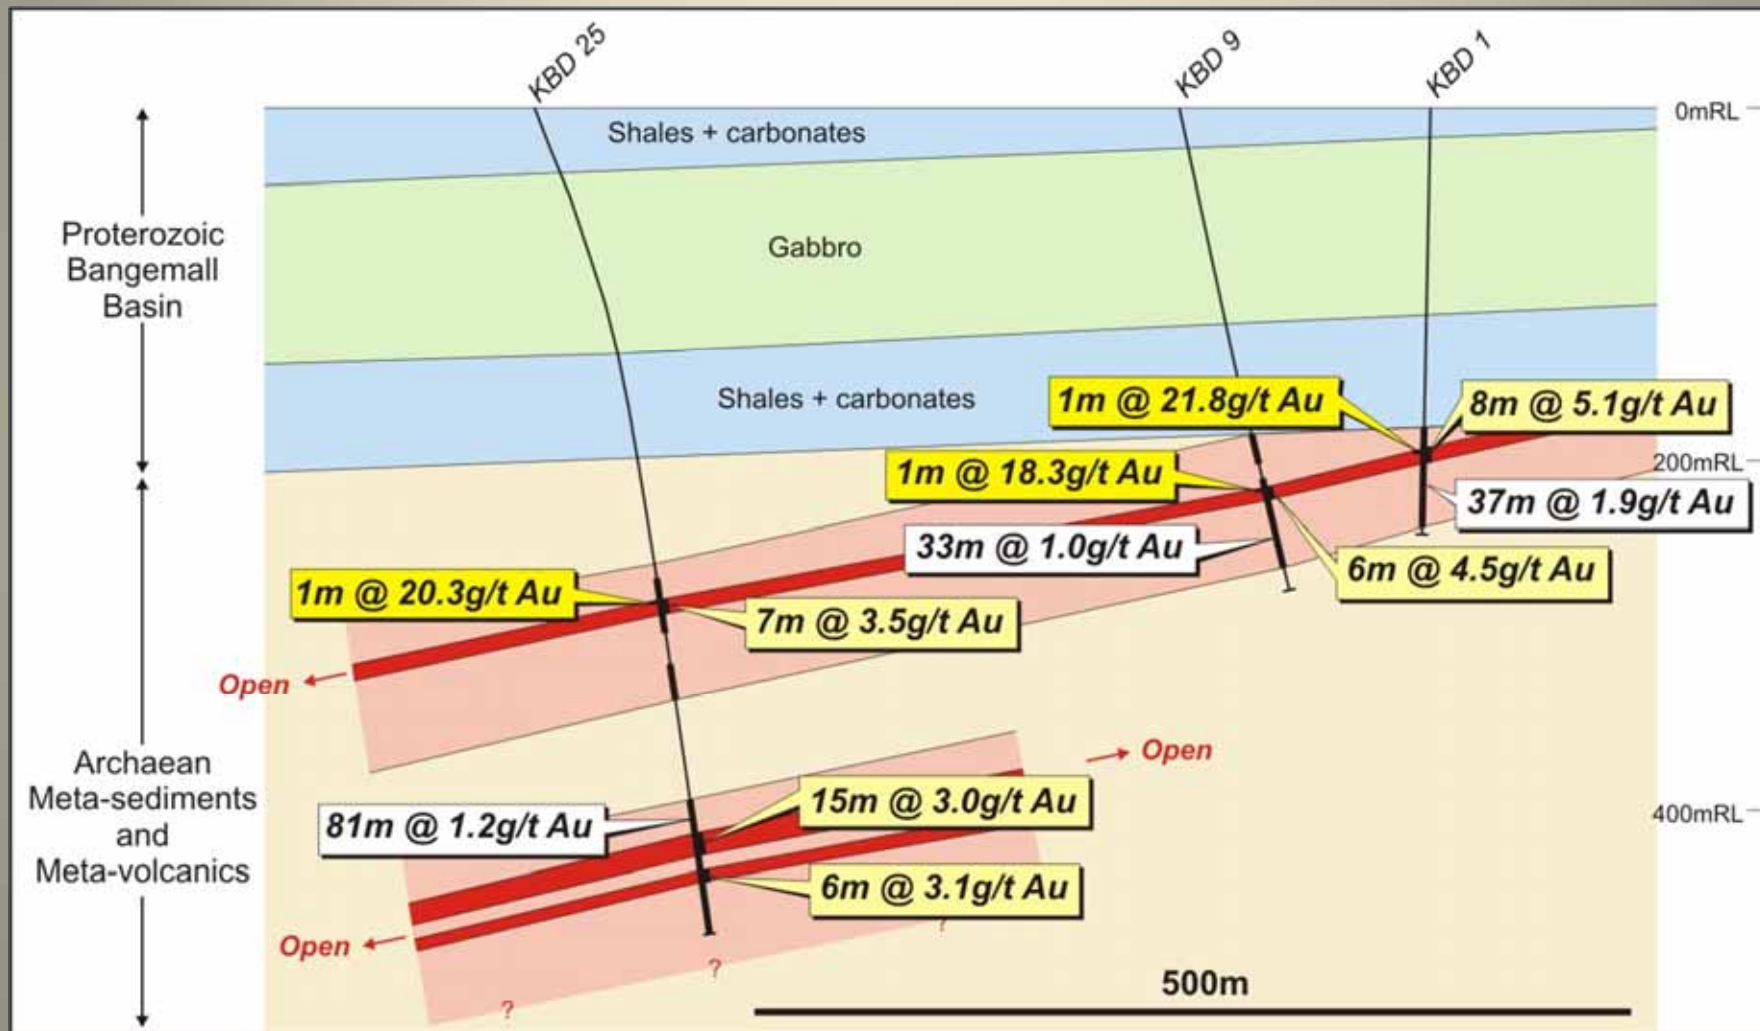 KBD 25
KBD 9
KBD 1
0mRL
Shales + carbonates
Proterozoic
Bangemall
Basin
Gabbro
Shales + carbonates
1m @ 21.8g/t Au
8m @ 5.1g/t Au
200mRL
1m @ 18.3g/t Au
37m @ 1.9g/t Au
33m @ 1.0g/t Au
6m @ 4.5g/t Au
1m @ 20.3g/t Au
7m @ 3.5g/t Au
Open
Open
Archaean
Meta-sediments
and
Meta-volcanics
15m @ 3.0g/t Au
400mRL
81m @ 1.2g/t Au
6m @ 3.1g/t Au
Open
?
?
?
500m